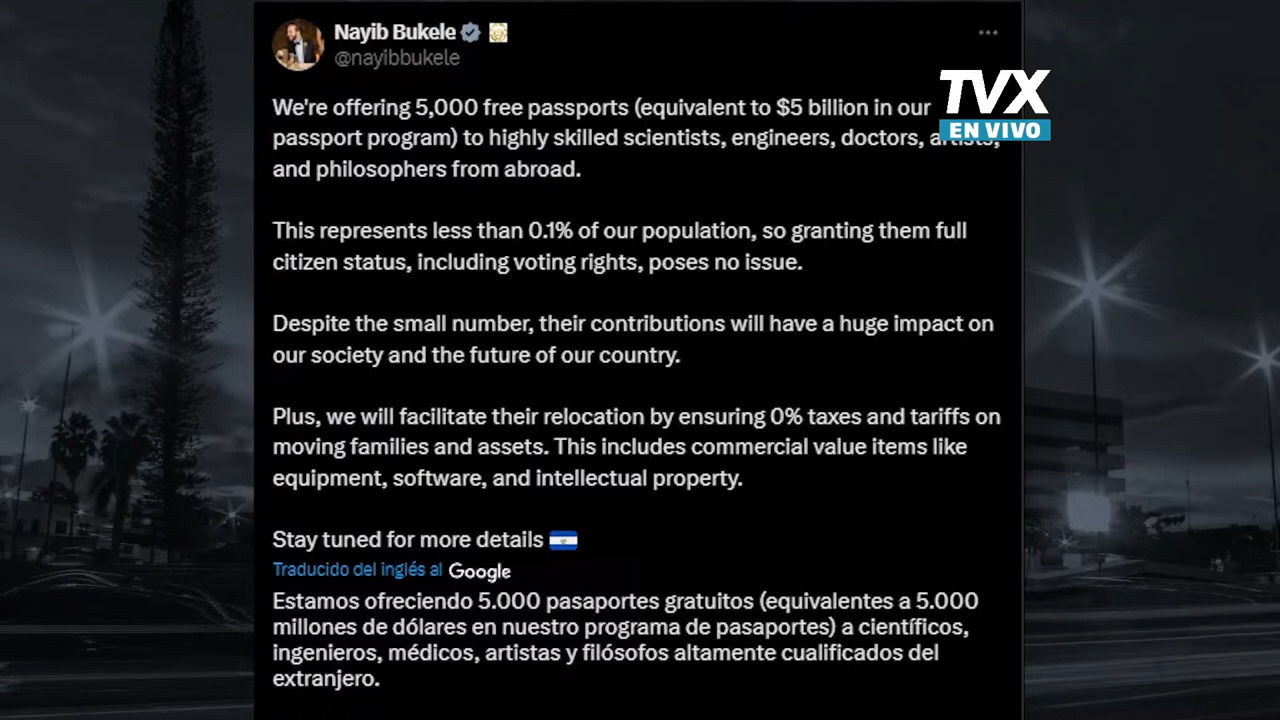 Nayib Bukele
@nayibbukele
TVX
EN VIVO
We're offering 5,000 free passports (equivalent to $5 billion in our
passport program) to highly skilled scientists, engineers, doctors, artists,
and philosophers from abroad.
This represents less than 0.1% of our population, so granting them full
citizen status, including voting rights, poses no issue.
Despite the small number, their contributions will have a huge impact on
our society and the future of our country.
Plus, we will facilitate their relocation by ensuring 0% taxes and tariffs on
moving families and assets. This includes commercial value items like
equipment, software, and intellectual property.
Stay tuned for more details
Traducido del inglés al Google
Estamos ofreciendo 5.000 pasaportes gratuitos (equivalentes a 5.000
millones de dólares en nuestro programa de pasaportes) a científicos,
ingenieros, médicos, artistas y filósofos altamente cualificados del
extranjero.